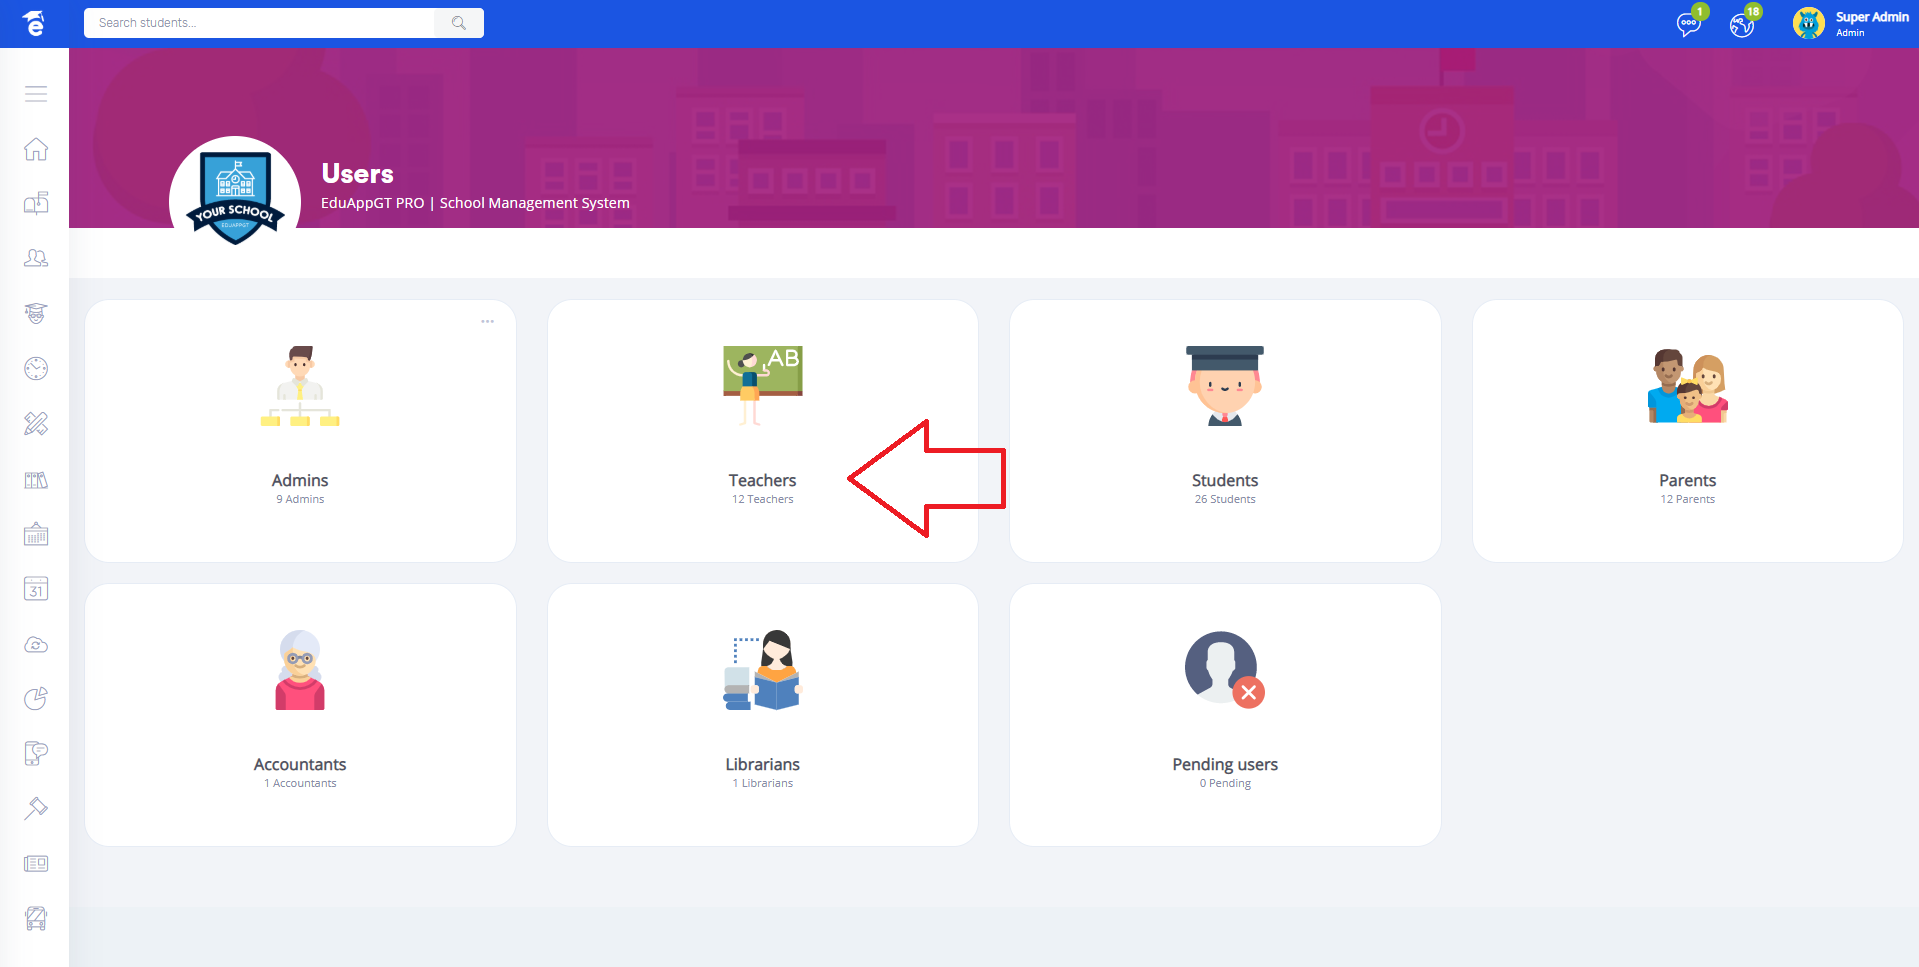 e
Search students...
1
18
Super Admin
Admin
YOUR SCHOOL
EDUAPPGT
Users
EduAppGT PRO | School Management System
...
AB
Admins
9 Admins
Teachers
12 Teachers
Students
26 Students
Parents
12 Parents
31
Accountants
1 Accountants
Librarians
1 Librarians
Pending users
0 Pending